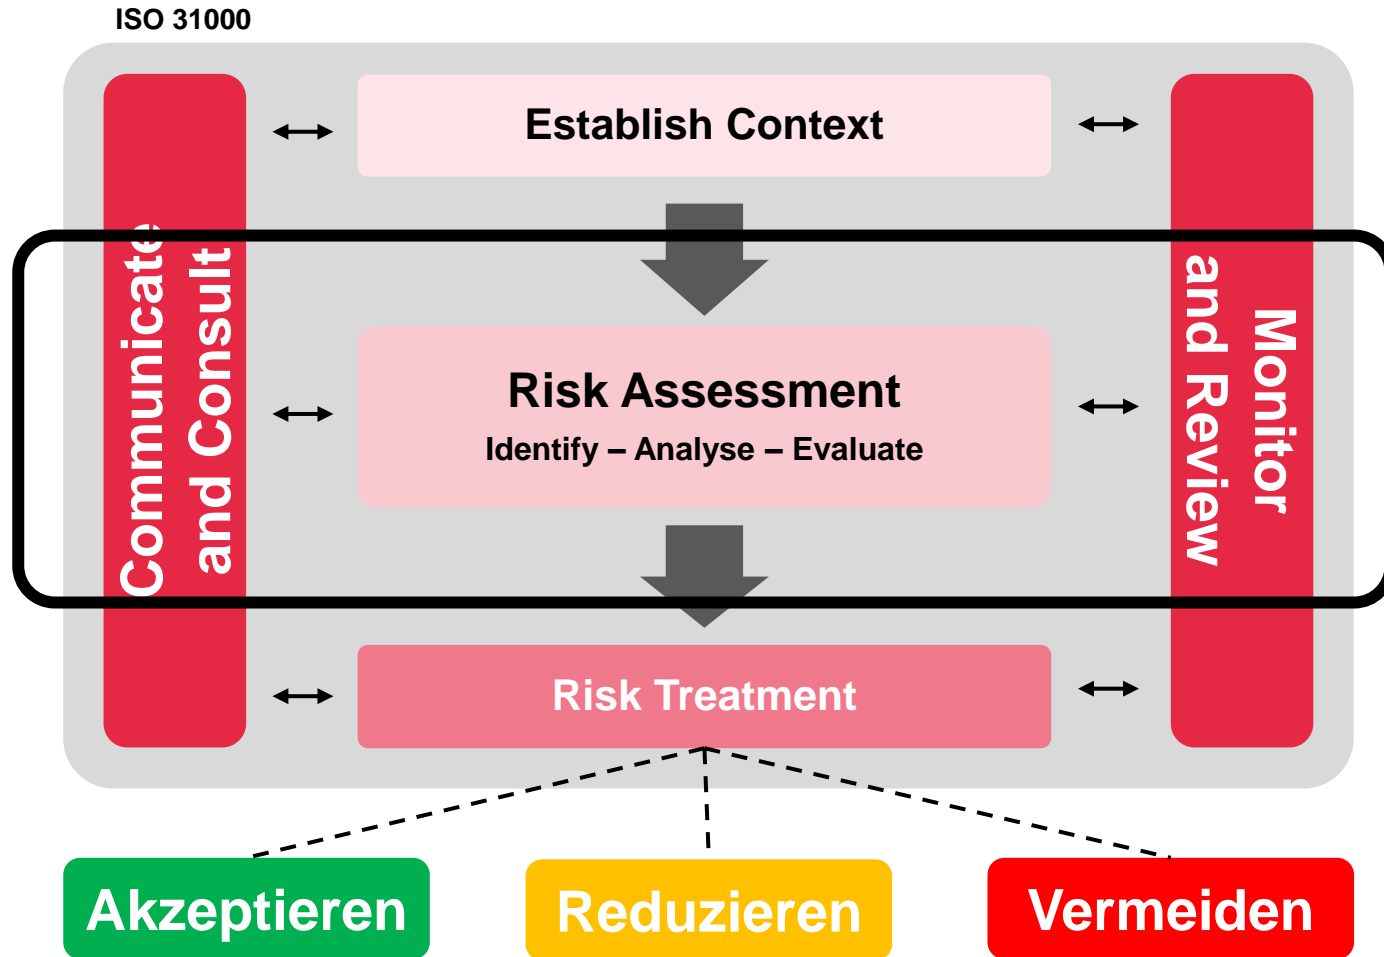 ISO 31000
Establish Context
Communicate
and Consult
Risk Assessment
Identify – Analyse – Evaluate
Monitor
and Review
Risk Treatment
Akzeptieren
Reduzieren
Vermeiden